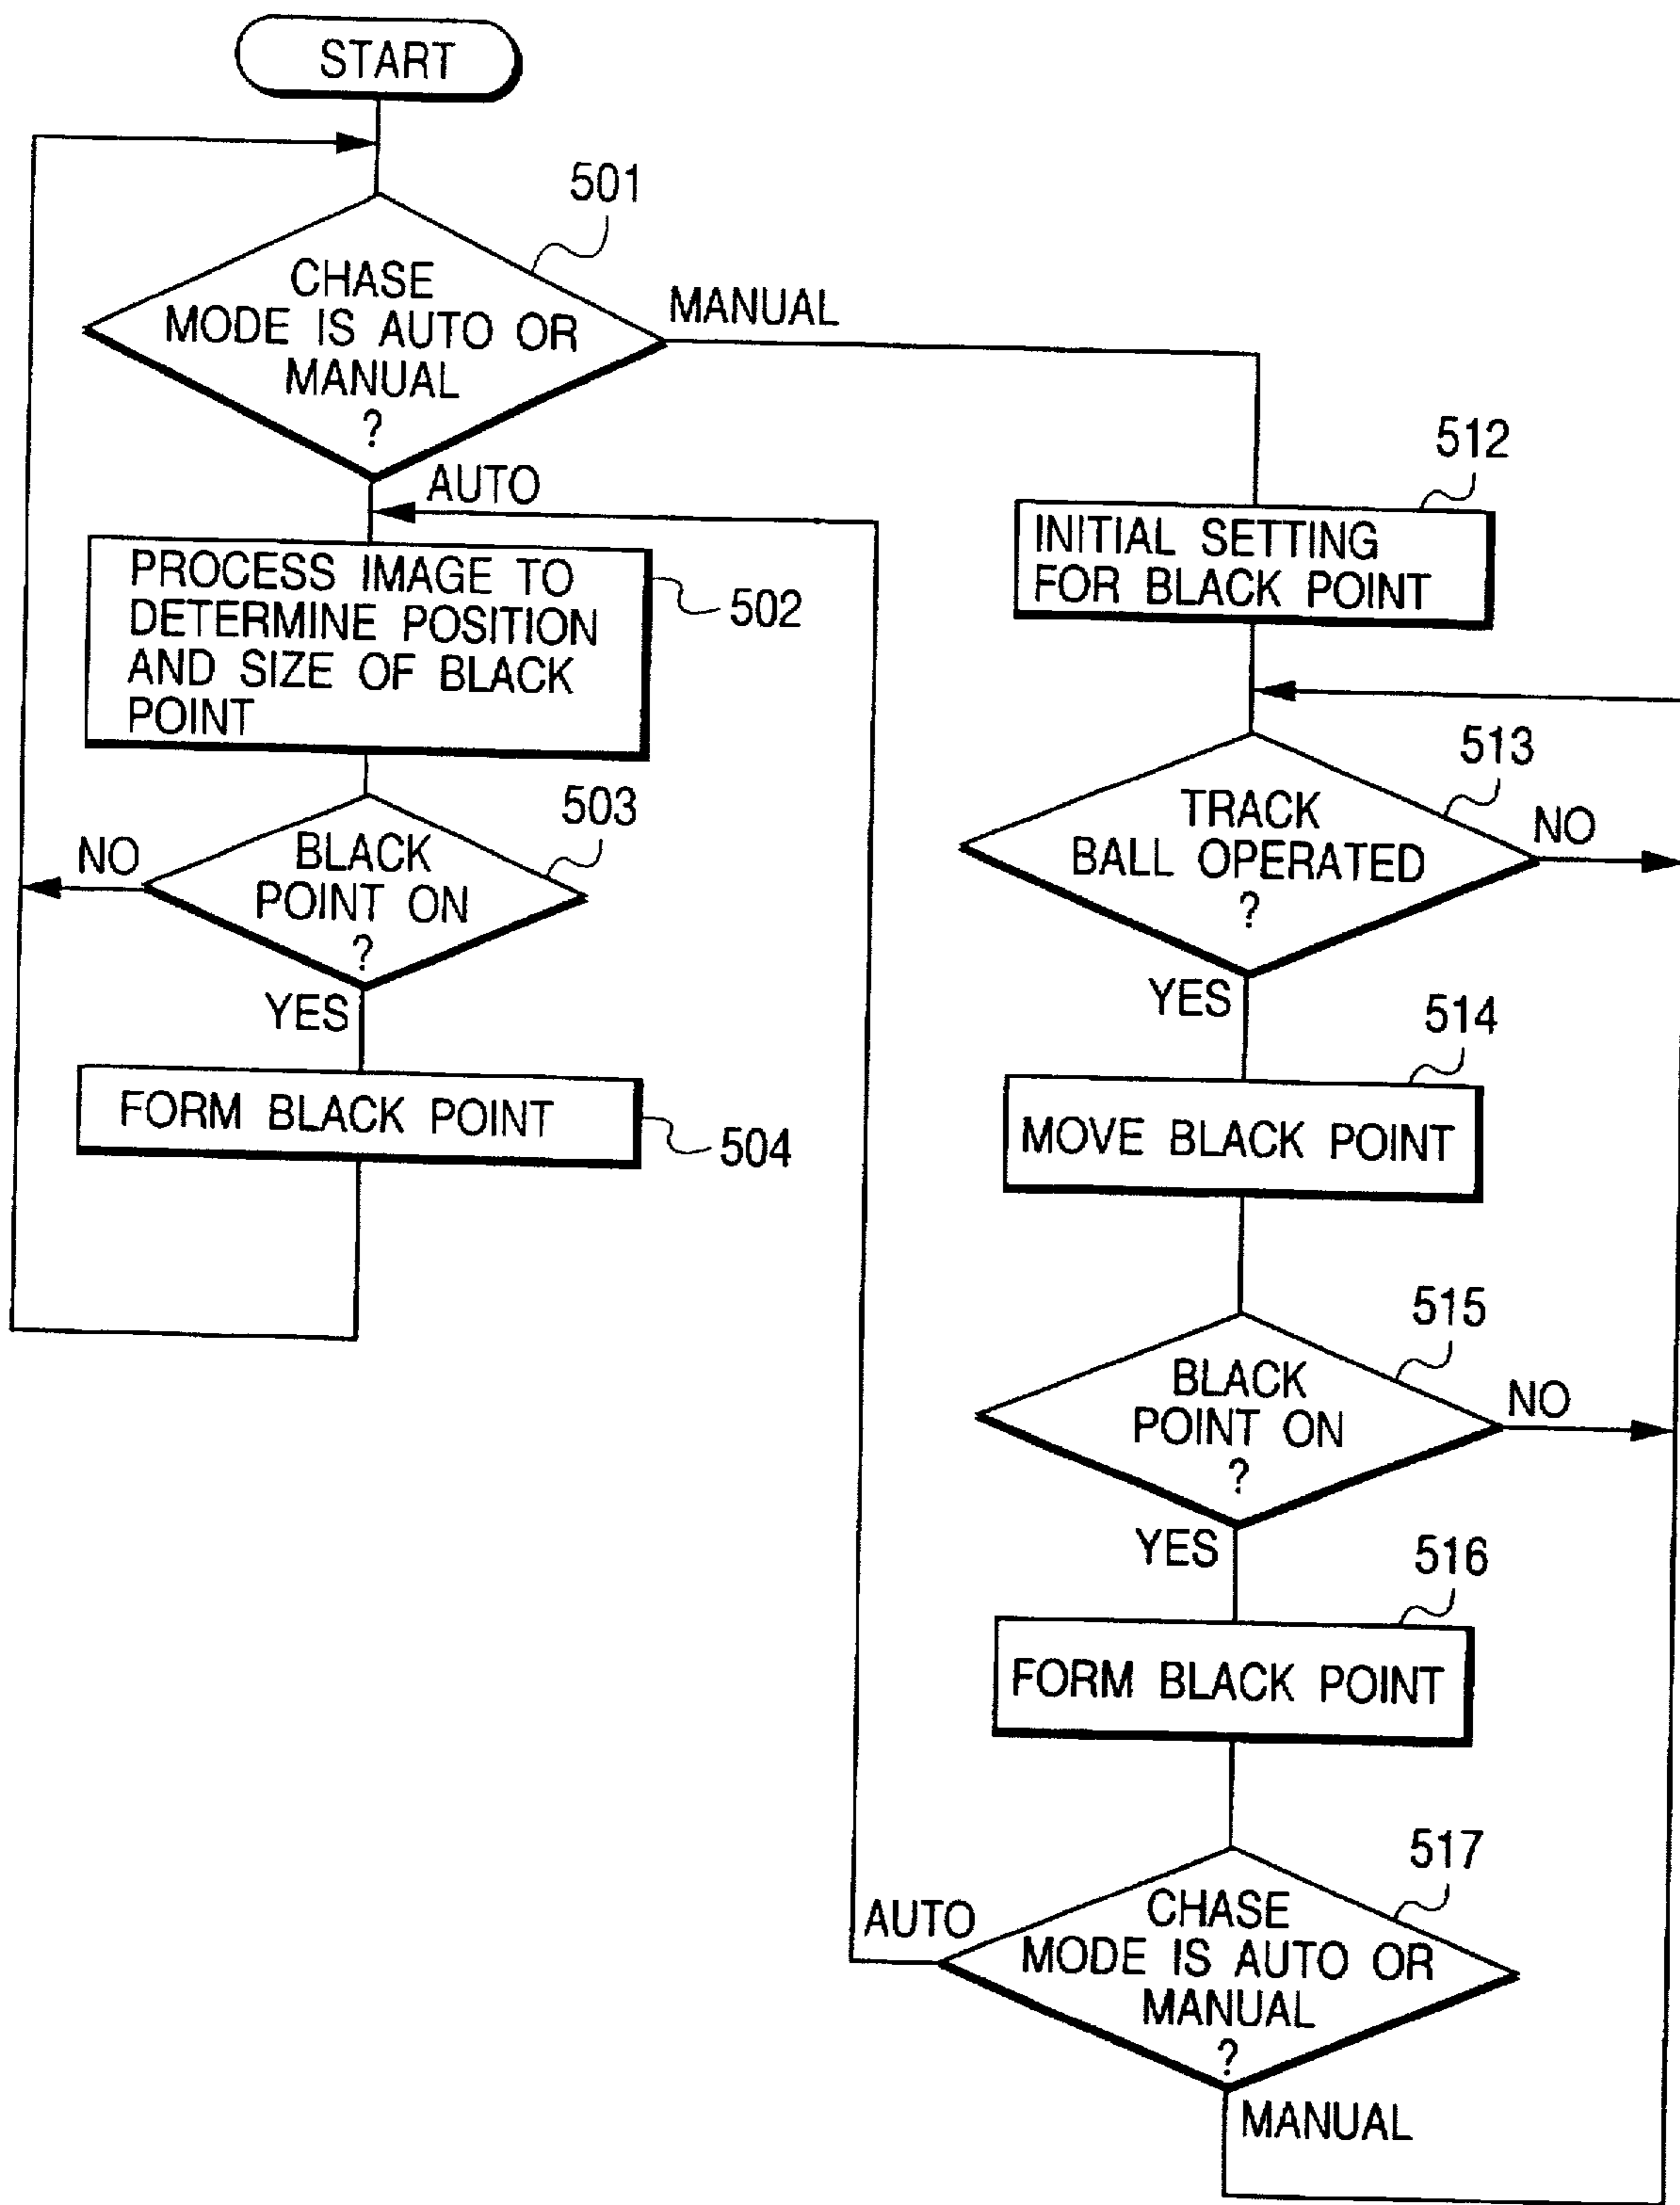 START
501
CHASE
MODE IS AUTO OR
MANUAL
?
MANUAL
AUTO
PROCESS IMAGE TO
DETERMINE POSITION
AND SIZE OF BLACK
POINT
502
503
BLACK
POINT ON
?
NO
YES
FORM BLACK POINT
504
512
INITIAL SETTING
FOR BLACK POINT
513
TRACK
BALL OPERATED
?
NO
YES
514
MOVE BLACK POINT
515
BLACK
POINT ON
?
NO
YES
516
FORM BLACK POINT
517
CHASE
MODE IS AUTO OR
MANUAL
?
AUTO
MANUAL